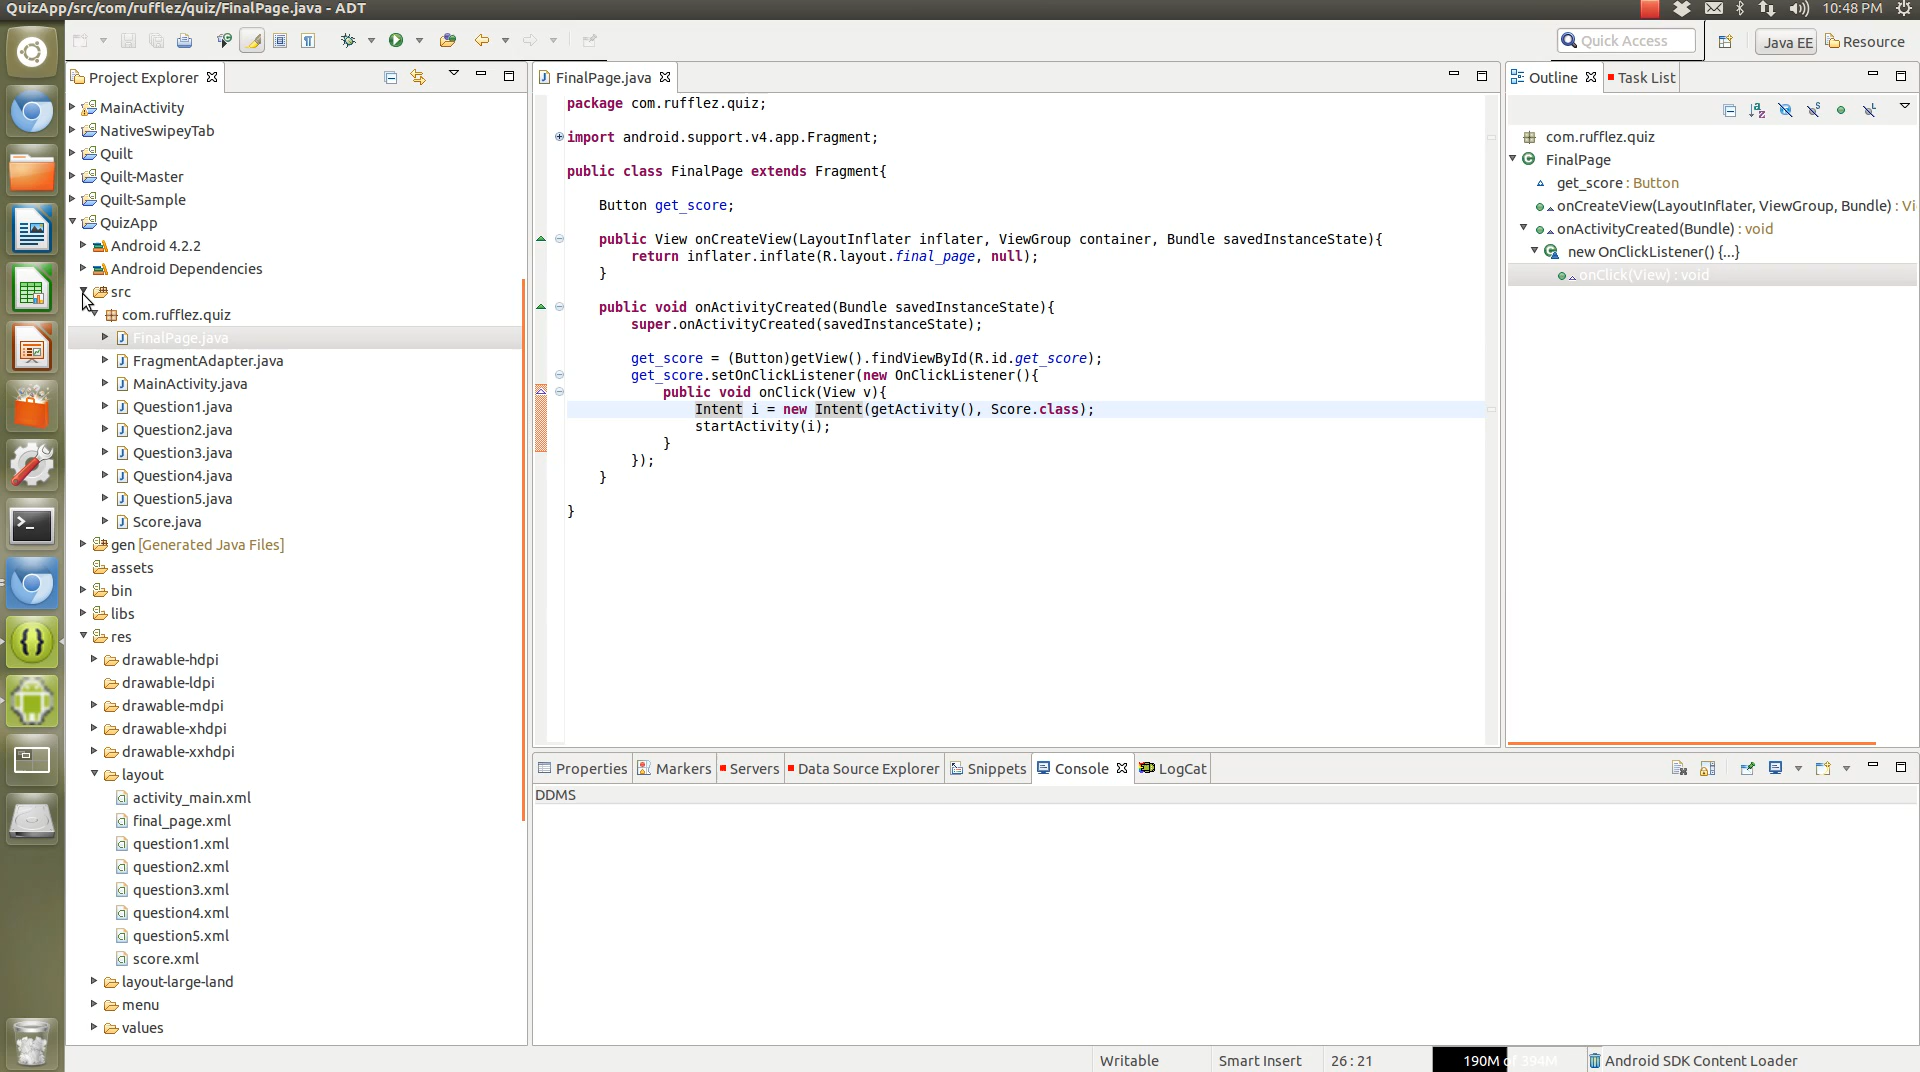 QuizApp/src/com/rufflez/quiz/FinalPage.java - ADT
10:48 PM
Quick Access
Java EE
Resource
Project Explorer
MainActivity
NativeSwipeyTab
Quilt
Quilt-Master
Quilt-Sample
QuizApp
Android 4.2.2
Android Dependencies
src
com.rufflez.quiz
FinalPage.java
FragmentAdapter.java
MainActivity.java
Question1.java
Question2.java
Question3.java
Question4.java
Question5.java
Score.java
gen [Generated Java Files]
assets
bin
libs
res
drawable-hdpi
drawable-ldpi
drawable-mdpi
drawable-xhdpi
drawable-xxhdpi
layout
activity_main.xml
final_page.xml
question1.xml
question2.xml
question3.xml
question4.xml
question5.xml
score.xml
layout-large-land
menu
values
FinalPage.java
package com.rufflez.quiz;
import android.support.v4.app.Fragment;
public class FinalPage extends Fragment{
Button get_score;
public View onCreateView(LayoutInflater inflater, ViewGroup container, Bundle savedInstanceState){
return inflater.inflate(R.layout.final_page, null);
}
public void onActivityCreated(Bundle savedInstanceState){
super.onActivityCreated(savedInstanceState);
get_score = (Button)getView().findViewById(R.id.get_score);
get_score.setOnClickListener(new OnClickListener(){
public void onClick(View v){
Intent i = new Intent(getActivity(), Score.class);
startActivity(i);
}
});
}
}
Outline
Task List
com.rufflez.quiz
FinalPage
get_score : Button
onCreateView(LayoutInflater, ViewGroup, Bundle) : Vi
onActivityCreated(Bundle) : void
new OnClickListener() {...}
onClick(View) : void
Properties
Markers
Servers
Data Source Explorer
Snippets
Console
LogCat
DDMS
Writable
Smart Insert
26 : 21
190M of 394M
Android SDK Content Loader